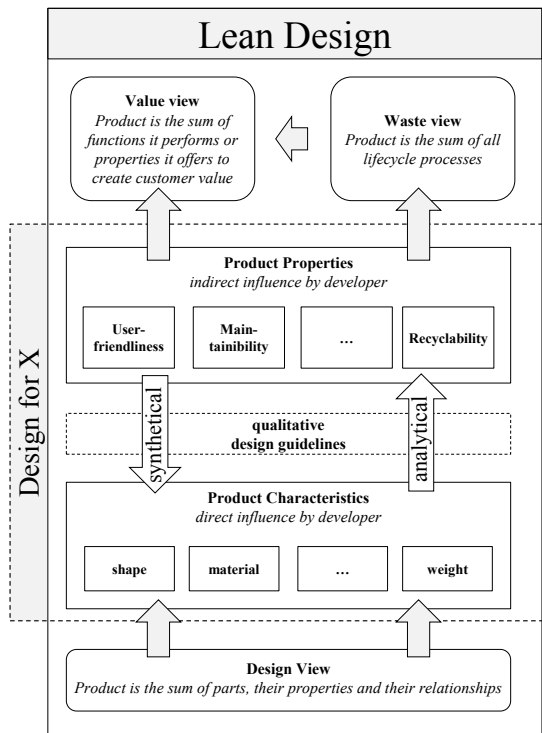 Lean Design
Value view
Product is the sum of
functions it performs or
properties it offers to
create customer value
Waste view
Product is the sum of all
lifecycle processes
Design for X
Product Properties
indirect influence by developer
User-
friendliness
Main-
tainibility
...
Recyclability
synthetical
qualitative
design guidelines
analytical
Product Characteristics
direct influence by developer
shape
material
...
weight
Design View
Product is the sum of parts, their properties and their relationships